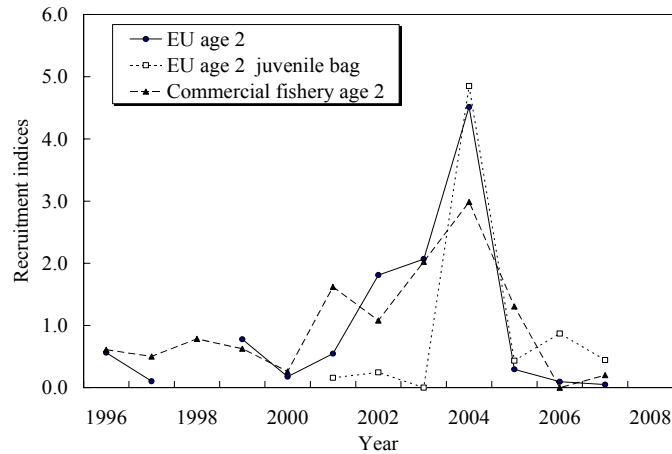 6.0
EU age 2
EU age 2 juvenile bag
Commercial fishery age 2
5.0
4.0
3.0
2.0
1.0
0.0
Recruitment indices
1996 1998 2000 2002 2004 2006 2008
Year